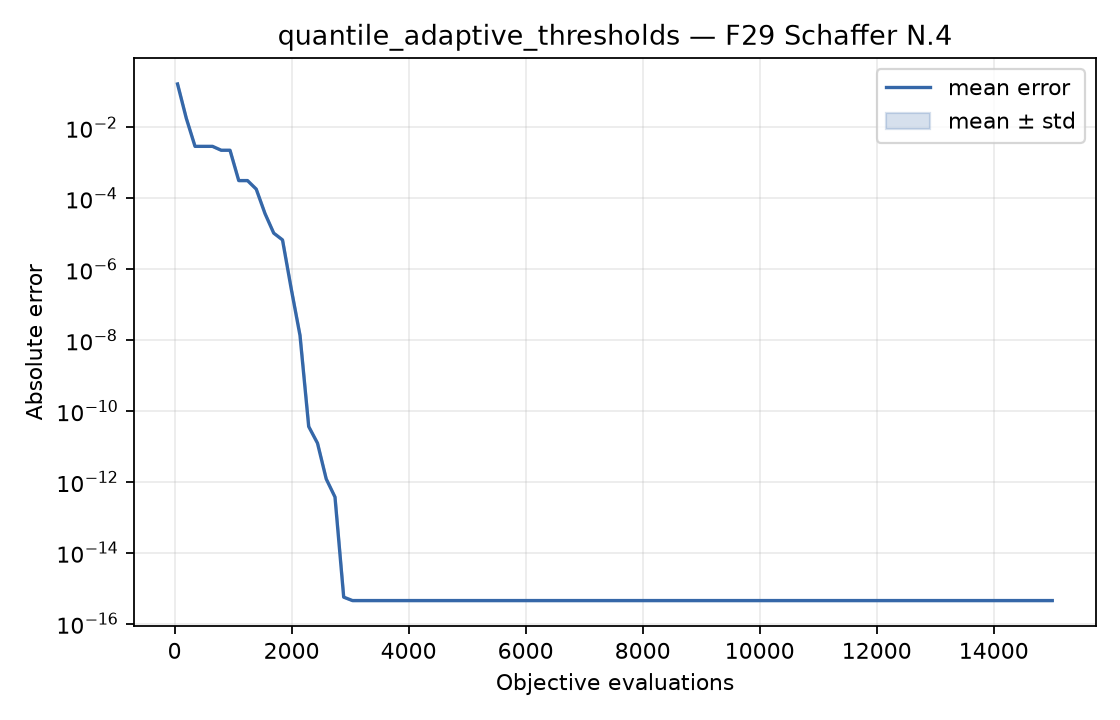 quantile_adaptive_thresholds — F29 Schaffer N.4
mean error
mean ± std
Absolute error
10⁻²
10⁻⁴
10⁻⁶
10⁻⁸
10⁻¹⁰
10⁻¹²
10⁻¹⁴
10⁻¹⁶
0 2000 4000 6000 8000 10000 12000 14000
Objective evaluations